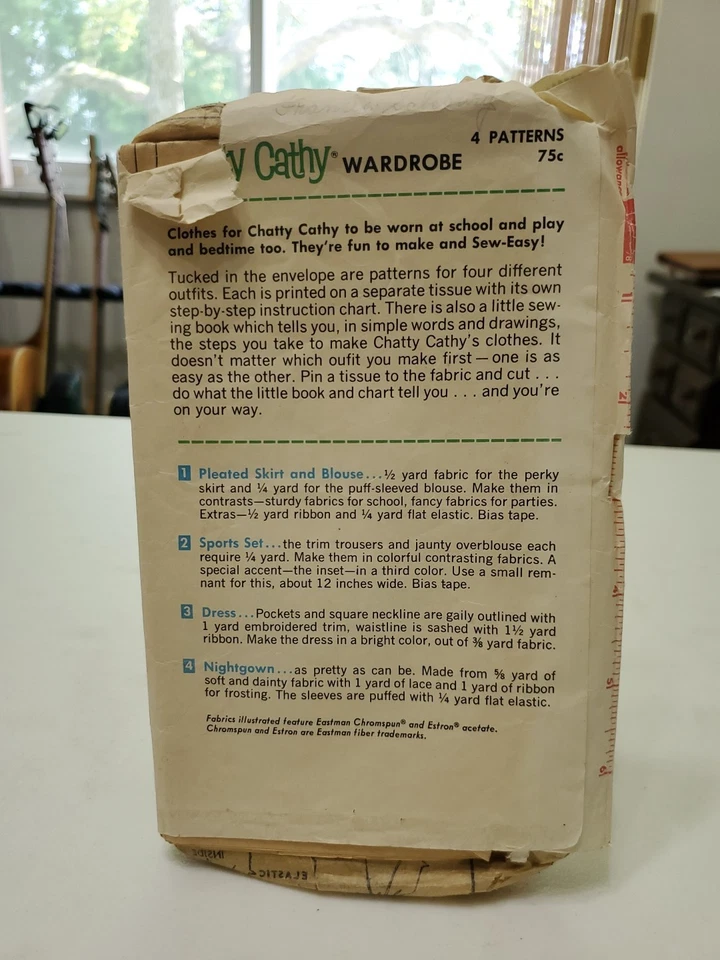 y Cathy® WARDROBE
4 PATTERNS
75c
Clothes for Chatty Cathy to be worn at school and play
and bedtime too. They're fun to make and Sew-Easy!
Tucked in the envelope are patterns for four different
outfits. Each is printed on a separate tissue with its own
step-by-step instruction chart. There is also a little sew-
ing book which tells you, in simple words and drawings,
the steps you take to make Chatty Cathy's clothes. It
doesn't matter which oufit you make first — one is as
easy as the other. Pin a tissue to the fabric and cut . . .
do what the little book and chart tell you . . . and you're
on your way.
1 Pleated Skirt and Blouse...½ yard fabric for the perky
skirt and ¼ yard for the puff-sleeved blouse. Make them in
contrasts—sturdy fabrics for school, fancy fabrics for parties.
Extras—½ yard ribbon and ¼ yard flat elastic. Bias tape.
2 Sports Set...the trim trousers and jaunty overblouse each
require ¼ yard. Make them in colorful contrasting fabrics. A
special accent—the inset—in a third color. Use a small rem-
nant for this, about 12 inches wide. Bias tape.
3 Dress...Pockets and square neckline are gaily outlined with
1 yard embroidered trim, waistline is sashed with 1½ yard
ribbon. Make the dress in a bright color, out of ⅜ yard fabric.
4 Nightgown...as pretty as can be. Made from ⅝ yard of
soft and dainty fabric with 1 yard of lace and 1 yard of ribbon
for frosting. The sleeves are puffed with ¼ yard flat elastic.
Fabrics illustrated feature Eastman Chromspun® and Estron® acetate.
Chromspun and Estron are Eastman fiber trademarks.
allowan
1
2
4
5
6
INSIDE
ELASTIC